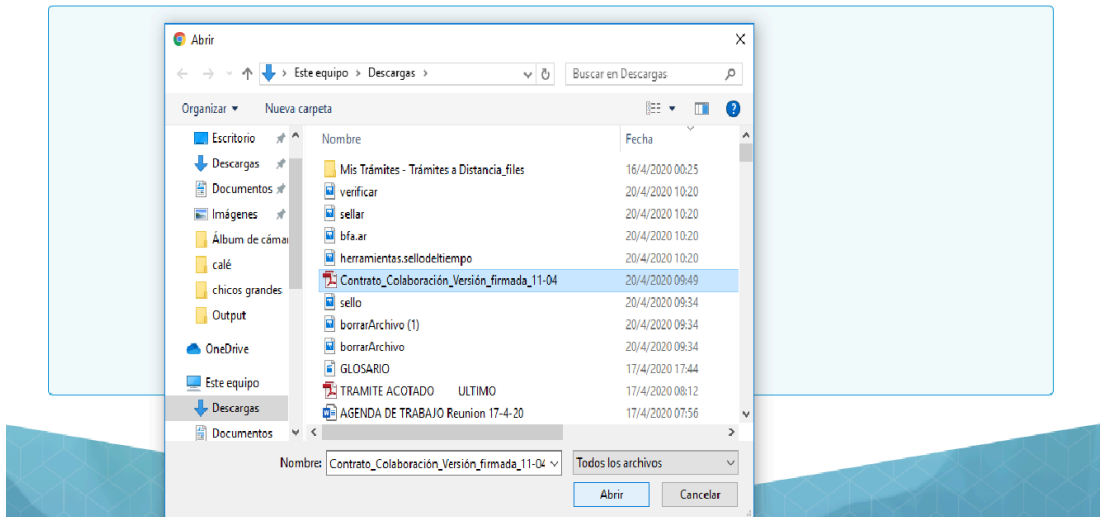 Abrir
Este equipo > Descargas >
Buscar en Descargas
Organizar
Nueva carpeta
Nombre
Fecha
Escritorio
Descargas
Documentos
Imágenes
Álbum de cámar
calé
chicos grandes
Output
OneDrive
Este equipo
Descargas
Documentos
Mis Trámites - Trámites a Distancia_files 16/4/2020 00:25
verificar 20/4/2020 10:20
sellar 20/4/2020 10:20
bfa.ar 20/4/2020 10:20
herramientas.sellodeltiempo 20/4/2020 10:20
Contrato_Colaboración_Versión_firmada_11-04 20/4/2020 09:49
sello 20/4/2020 09:34
borrarArchivo (1) 20/4/2020 09:34
borrarArchivo 20/4/2020 09:34
GLOSARIO 17/4/2020 17:44
TRAMITE ACOTADO ULTIMO 17/4/2020 08:12
AGENDA DE TRABAJO Reunion 17-4-20 17/4/2020 07:56
Nombre: Contrato_Colaboración_Versión_firmada_11-04
Todos los archivos
Abrir
Cancelar